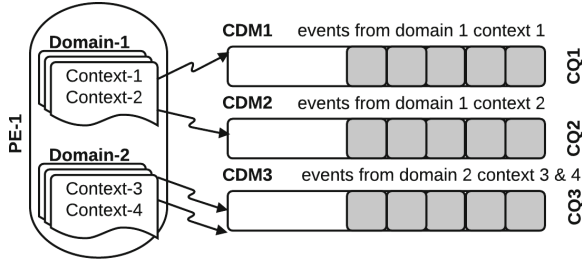 PE-1
Domain-1
Context-1
Context-2
Domain-2
Context-3
Context-4
CDM1 events from domain 1 context 1
CQ1
CDM2 events from domain 1 context 2
CQ2
CDM3 events from domain 2 context 3 & 4
CQ3